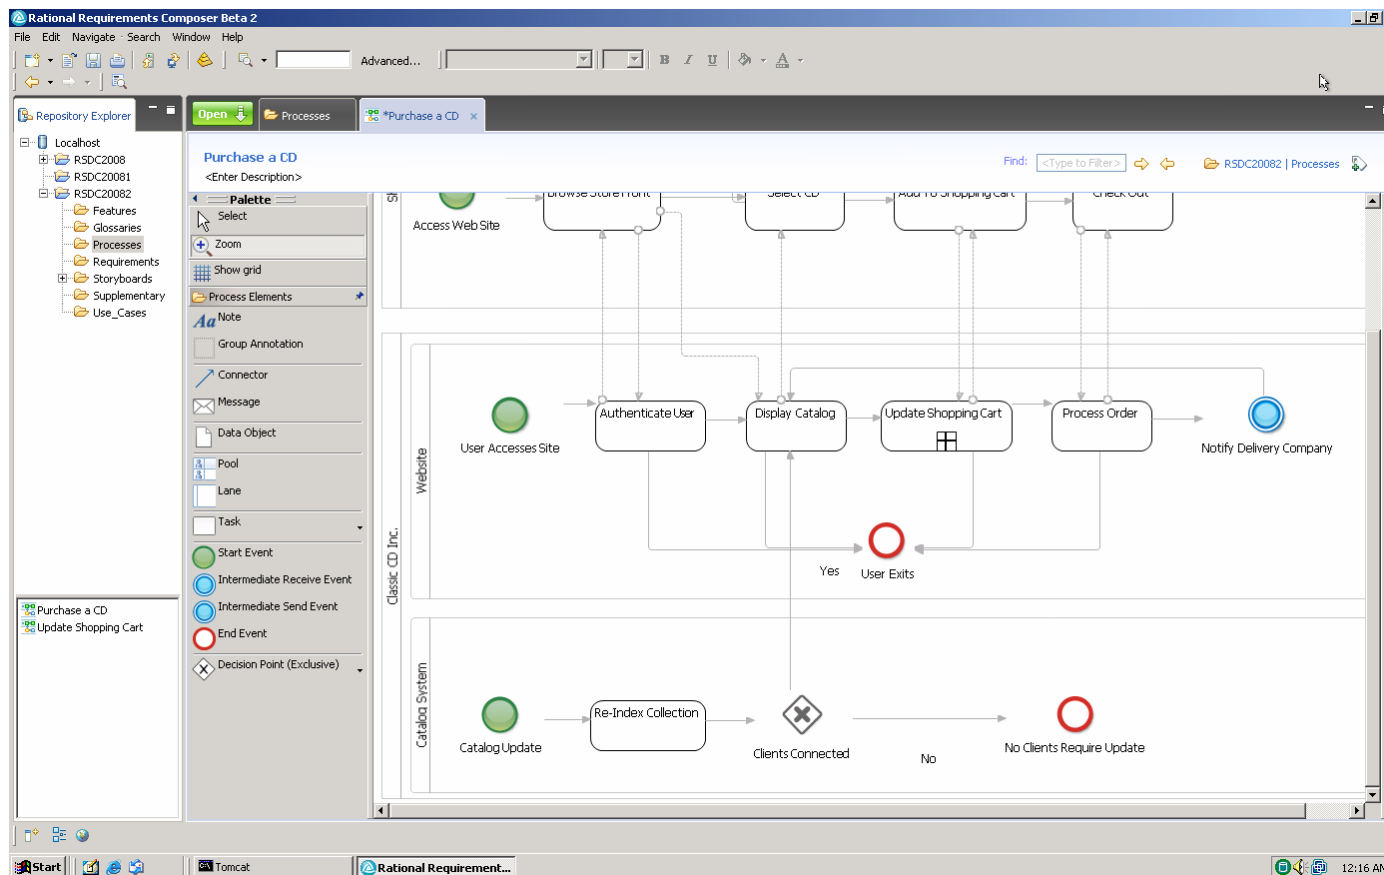 Rational Requirements Composer Beta 2
File Edit Navigate Search Window Help
Advanced...
B I U A
Repository Explorer
Open Processes *Purchase a CD
Localhost
RSDC2008
RSDC20081
RSDC20082
Features
Glossaries
Processes
Requirements
Storyboards
Supplementary
Use_Cases
Purchase a CD
Update Shopping Cart
Purchase a CD
<Enter Description>
Find: <Type to Filter> RSDC20082 | Processes
Palette
Select
Zoom
Show grid
Process Elements
Aa Note
Group Annotation
Connector
Message
Data Object
Pool
Lane
Task
Start Event
Intermediate Receive Event
Intermediate Send Event
End Event
Decision Point (Exclusive)
Browse Store Front Select CD Add To Shopping Cart Check Out
Access Web Site
Classic CD Inc.
Website
Authenticate User Display Catalog Update Shopping Cart Process Order
User Accesses Site Notify Delivery Company
Yes User Exits
Catalog System
Re-Index Collection
Catalog Update Clients Connected No No Clients Require Update
Start Tomcat Rational Requirement... 12:16 AM